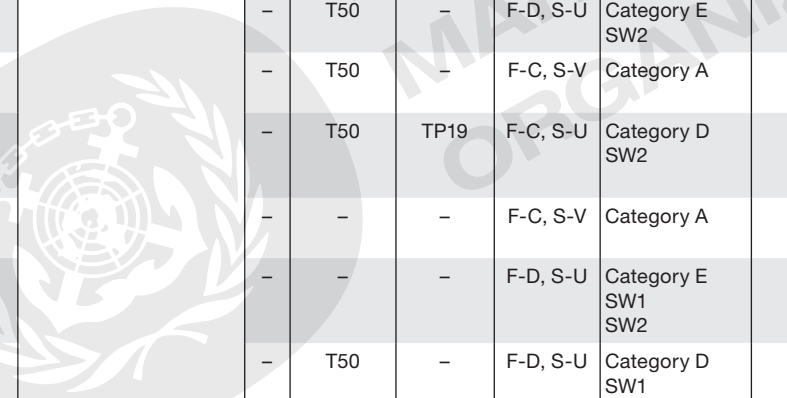 – T50 – F-D, S-U Category E
SW2
– T50 – F-C, S-V Category A
– T50 TP19 F-C, S-U Category D
SW2
– – – F-C, S-V Category A
– – – F-D, S-U Category E
SW1
SW2
– T50 – F-D, S-U Category D
SW1